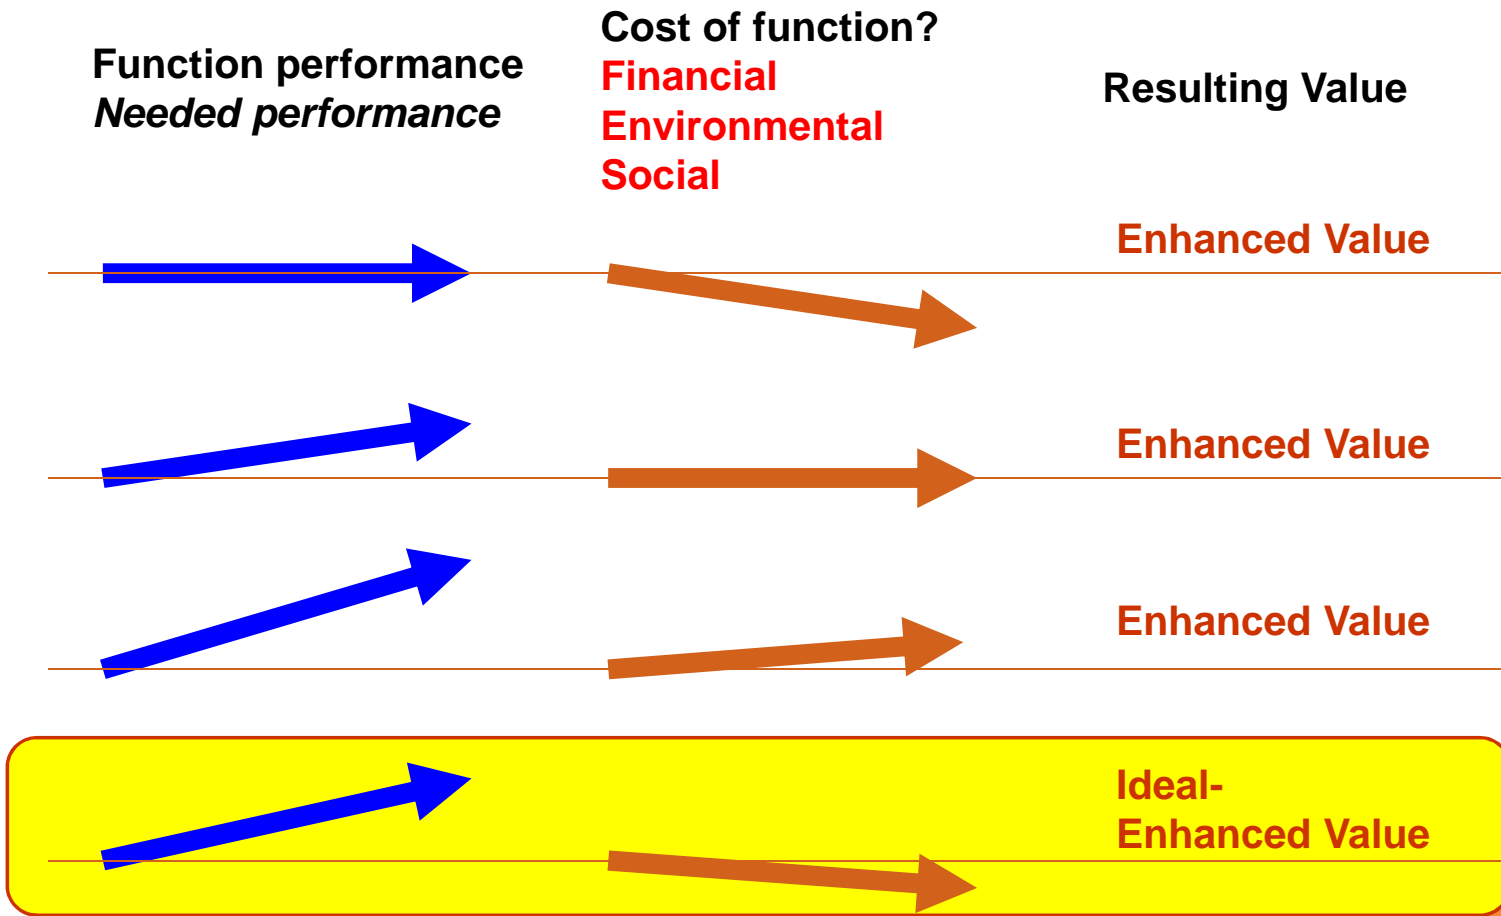 Function performance
Needed performance
Cost of function?
Financial
Environmental
Social
Resulting Value
Enhanced Value
Enhanced Value
Enhanced Value
Ideal-
Enhanced Value